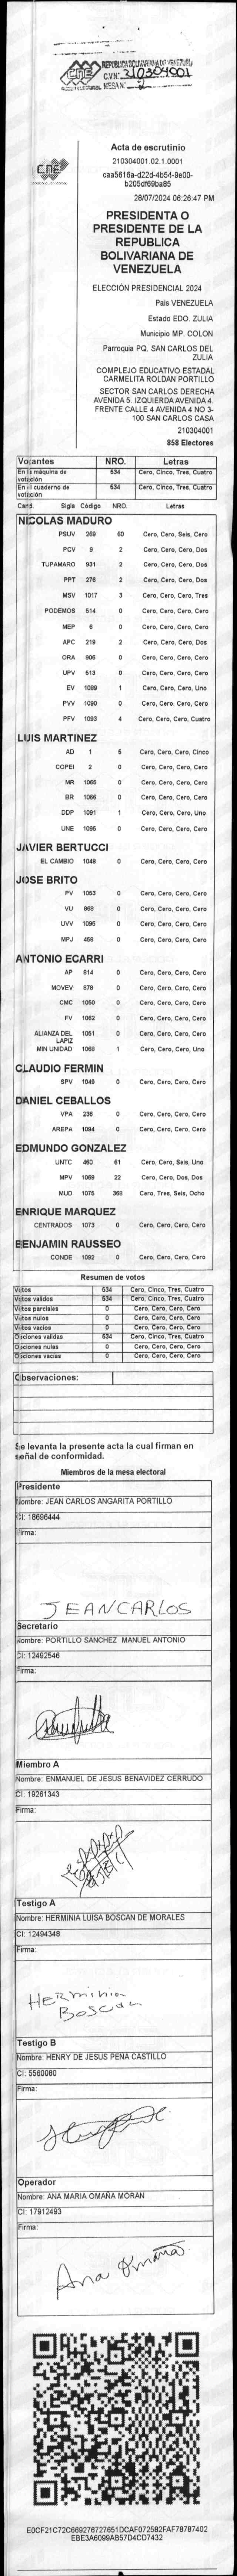 REPUBLICA BOLIVARIANA DE VENEZUELA
CVN: 210304001
MESA N° 2
CNE
Acta de escrutinio
210304001.02.1.0001
caa5616a-d22d-4b54-9e00-
b205df69ba85
28/07/2024 06:26:47 PM
PRESIDENTA O
PRESIDENTE DE LA
REPUBLICA
BOLIVARIANA DE
VENEZUELA
ELECCIÓN PRESIDENCIAL 2024
País VENEZUELA
Estado EDO. ZULIA
Municipio MP. COLON
Parroquia PQ. SAN CARLOS DEL
ZULIA
COMPLEJO EDUCATIVO ESTADAL
CARMELITA ROLDAN PORTILLO
SECTOR SAN CARLOS DERECHA
AVENIDA 5. IZQUIERDA AVENIDA 4.
FRENTE CALLE 4 AVENIDA 4 NO 3-
100 SAN CARLOS CASA
210304001
858 Electores
Votantes NRO. Letras
En la máquina de votación 534 Cero, Cinco, Tres, Cuatro
En el cuaderno de votación 534 Cero, Cinco, Tres, Cuatro
Cand. Sigla Código NRO. Letras
NICOLAS MADURO
PSUV 269 60 Cero, Cero, Seis, Cero
PCV 9 2 Cero, Cero, Cero, Dos
TUPAMARO 931 2 Cero, Cero, Cero, Dos
PPT 276 2 Cero, Cero, Cero, Dos
MSV 1017 3 Cero, Cero, Cero, Tres
PODEMOS 514 0 Cero, Cero, Cero, Cero
MEP 6 0 Cero, Cero, Cero, Cero
APC 219 2 Cero, Cero, Cero, Dos
ORA 906 0 Cero, Cero, Cero, Cero
UPV 513 0 Cero, Cero, Cero, Cero
EV 1089 1 Cero, Cero, Cero, Uno
PVV 1090 0 Cero, Cero, Cero, Cero
PFV 1093 4 Cero, Cero, Cero, Cuatro
LUIS MARTINEZ
AD 1 5 Cero, Cero, Cero, Cinco
COPEI 2 0 Cero, Cero, Cero, Cero
MR 1065 0 Cero, Cero, Cero, Cero
BR 1066 0 Cero, Cero, Cero, Cero
DDP 1091 1 Cero, Cero, Cero, Uno
UNE 1095 0 Cero, Cero, Cero, Cero
JAVIER BERTUCCI
EL CAMBIO 1048 0 Cero, Cero, Cero, Cero
JOSE BRITO
PV 1053 0 Cero, Cero, Cero, Cero
VU 868 0 Cero, Cero, Cero, Cero
UVV 1096 0 Cero, Cero, Cero, Cero
MPJ 458 0 Cero, Cero, Cero, Cero
ANTONIO ECARRI
AP 814 0 Cero, Cero, Cero, Cero
MOVEV 878 0 Cero, Cero, Cero, Cero
CMC 1050 0 Cero, Cero, Cero, Cero
FV 1062 0 Cero, Cero, Cero, Cero
ALIANZA DEL LAPIZ 1051 0 Cero, Cero, Cero, Cero
MIN UNIDAD 1068 1 Cero, Cero, Cero, Uno
CLAUDIO FERMIN
SPV 1049 0 Cero, Cero, Cero, Cero
DANIEL CEBALLOS
VPA 236 0 Cero, Cero, Cero, Cero
AREPA 1094 0 Cero, Cero, Cero, Cero
EDMUNDO GONZALEZ
UNTC 460 61 Cero, Cero, Seis, Uno
MPV 1069 22 Cero, Cero, Dos, Dos
MUD 1075 368 Cero, Tres, Seis, Ocho
ENRIQUE MARQUEZ
CENTRADOS 1073 0 Cero, Cero, Cero, Cero
BENJAMIN RAUSSEO
CONDE 1092 0 Cero, Cero, Cero, Cero
Resumen de votos
Votos 534 Cero, Cinco, Tres, Cuatro
Votos validos 534 Cero, Cinco, Tres, Cuatro
Votos parciales 0 Cero, Cero, Cero, Cero
Votos nulos 0 Cero, Cero, Cero, Cero
Votos vacios 0 Cero, Cero, Cero, Cero
Opciones validas 534 Cero, Cinco, Tres, Cuatro
Opciones nulas 0 Cero, Cero, Cero, Cero
Opciones vacias 0 Cero, Cero, Cero, Cero
Observaciones:
Se levanta la presente acta la cual firman en
señal de conformidad.
Miembros de la mesa electoral
Presidente
Nombre: JEAN CARLOS ANGARITA PORTILLO
CI: 18696444
Firma:
JEANCARLOS
Secretario
Nombre: PORTILLO SANCHEZ MANUEL ANTONIO
CI: 12492546
Firma:
Miembro A
Nombre: ENMANUEL DE JESUS BENAVIDEZ CERRUDO
CI: 19261343
Firma:
Testigo A
Nombre: HERMINIA LUISA BOSCAN DE MORALES
CI: 12494348
Firma:
HERminia
Boscan
Testigo B
Nombre: HENRY DE JESUS PENA CASTILLO
CI: 5560080
Firma:
Operador
Nombre: ANA MARIA OMAÑA MORAN
CI: 17912493
Firma:
Ana Omaña
E0CF21C72C669276727651DCAF072582FAF78787402
EBE3A6099AB57D4CD7432